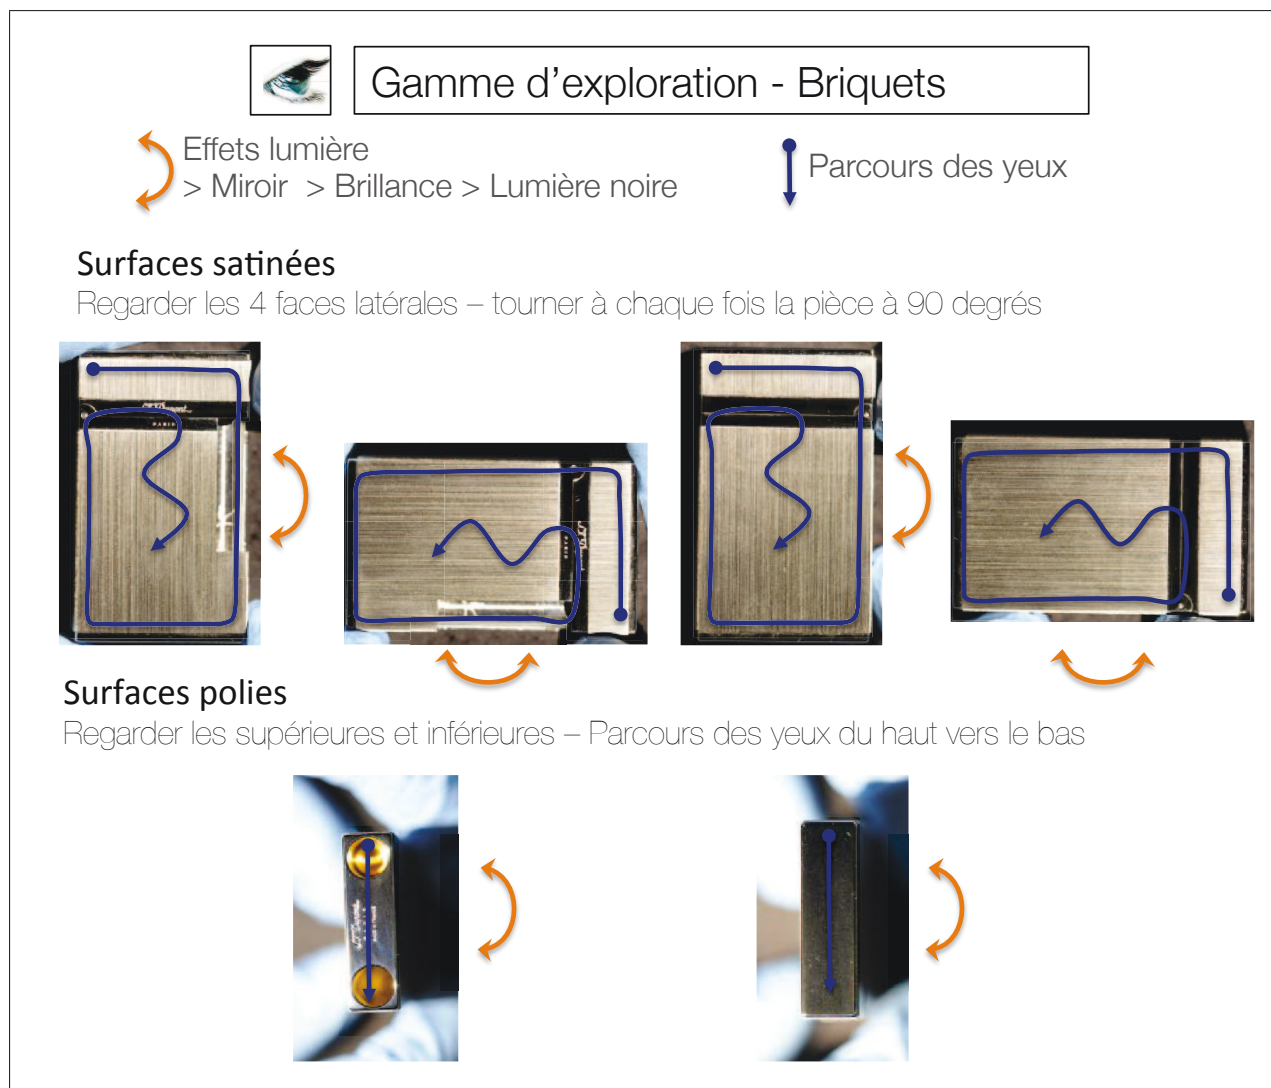 Gamme d'exploration - Briquets
Effets lumière
> Miroir > Brillance > Lumière noire
Parcours des yeux
Surfaces satinées
Regarder les 4 faces latérales – tourner à chaque fois la pièce à 90 degrés
PARIS
Surfaces polies
Regarder les supérieures et inférieures – Parcours des yeux du haut vers le bas